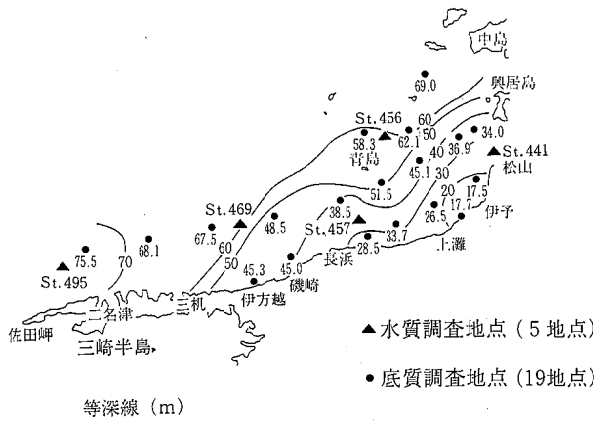 中島
69.0
興居島
St.456
60
50
58.3
62.1
34.0
36.9
40
St.441
青島
45.1
松山
30
51.5
20
17.5
St.469
38.5
26.5
17.7
伊予
67.5
48.5
St.457
33.7
上灘
68.1
60
28.5
75.5
70
50
長浜
45.3
45.0
磯崎
St.495
伊方越
三机
二名津
佐田岬
三崎半島
▲水質調査地点(5地点)
●底質調査地点(19地点)
等深線(m)